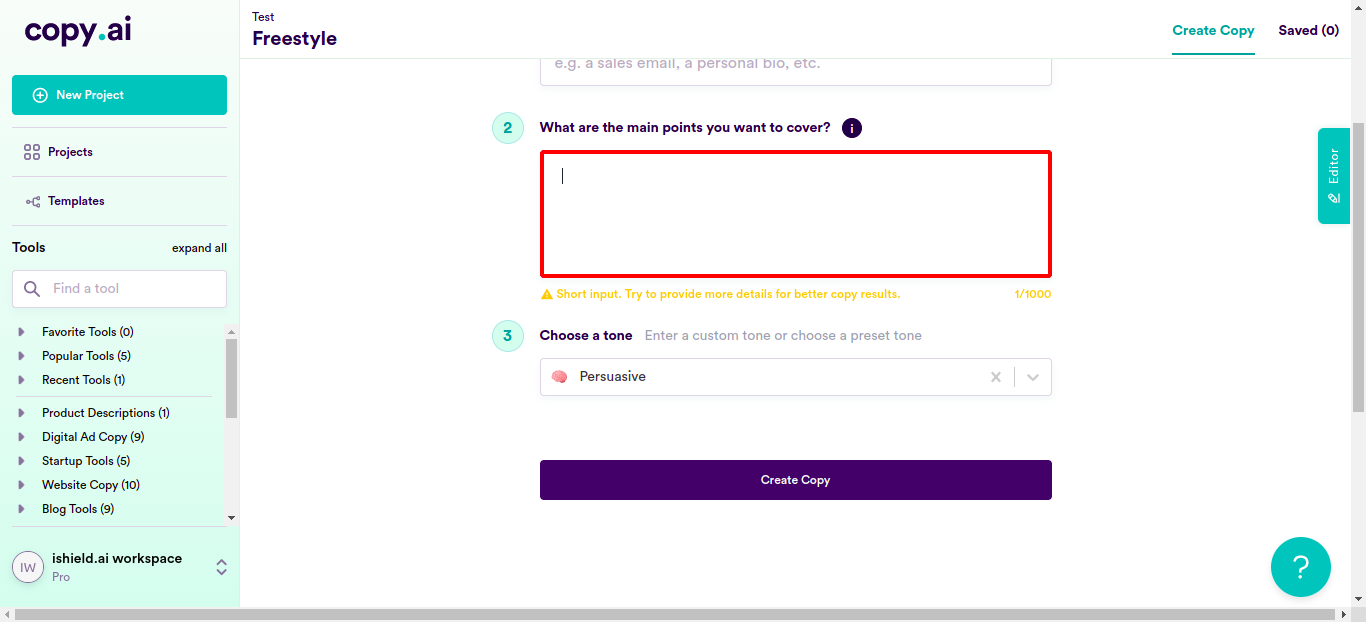 copy.ai
New Project
Projects
Templates
Tools
expand all
Find a tool
Favorite Tools (0)
Popular Tools (5)
Recent Tools (1)
Product Descriptions (1)
Digital Ad Copy (9)
Startup Tools (5)
Website Copy (10)
Blog Tools (9)
IW
ishield.ai workspace
Pro
Test
Freestyle
Create Copy
Saved (0)
e.g. a sales email, a personal bio, etc.
2
What are the main points you want to cover?
i
Short input. Try to provide more details for better copy results.
1/1000
3
Choose a tone
Enter a custom tone or choose a preset tone
Persuasive
Create Copy
Editor
?